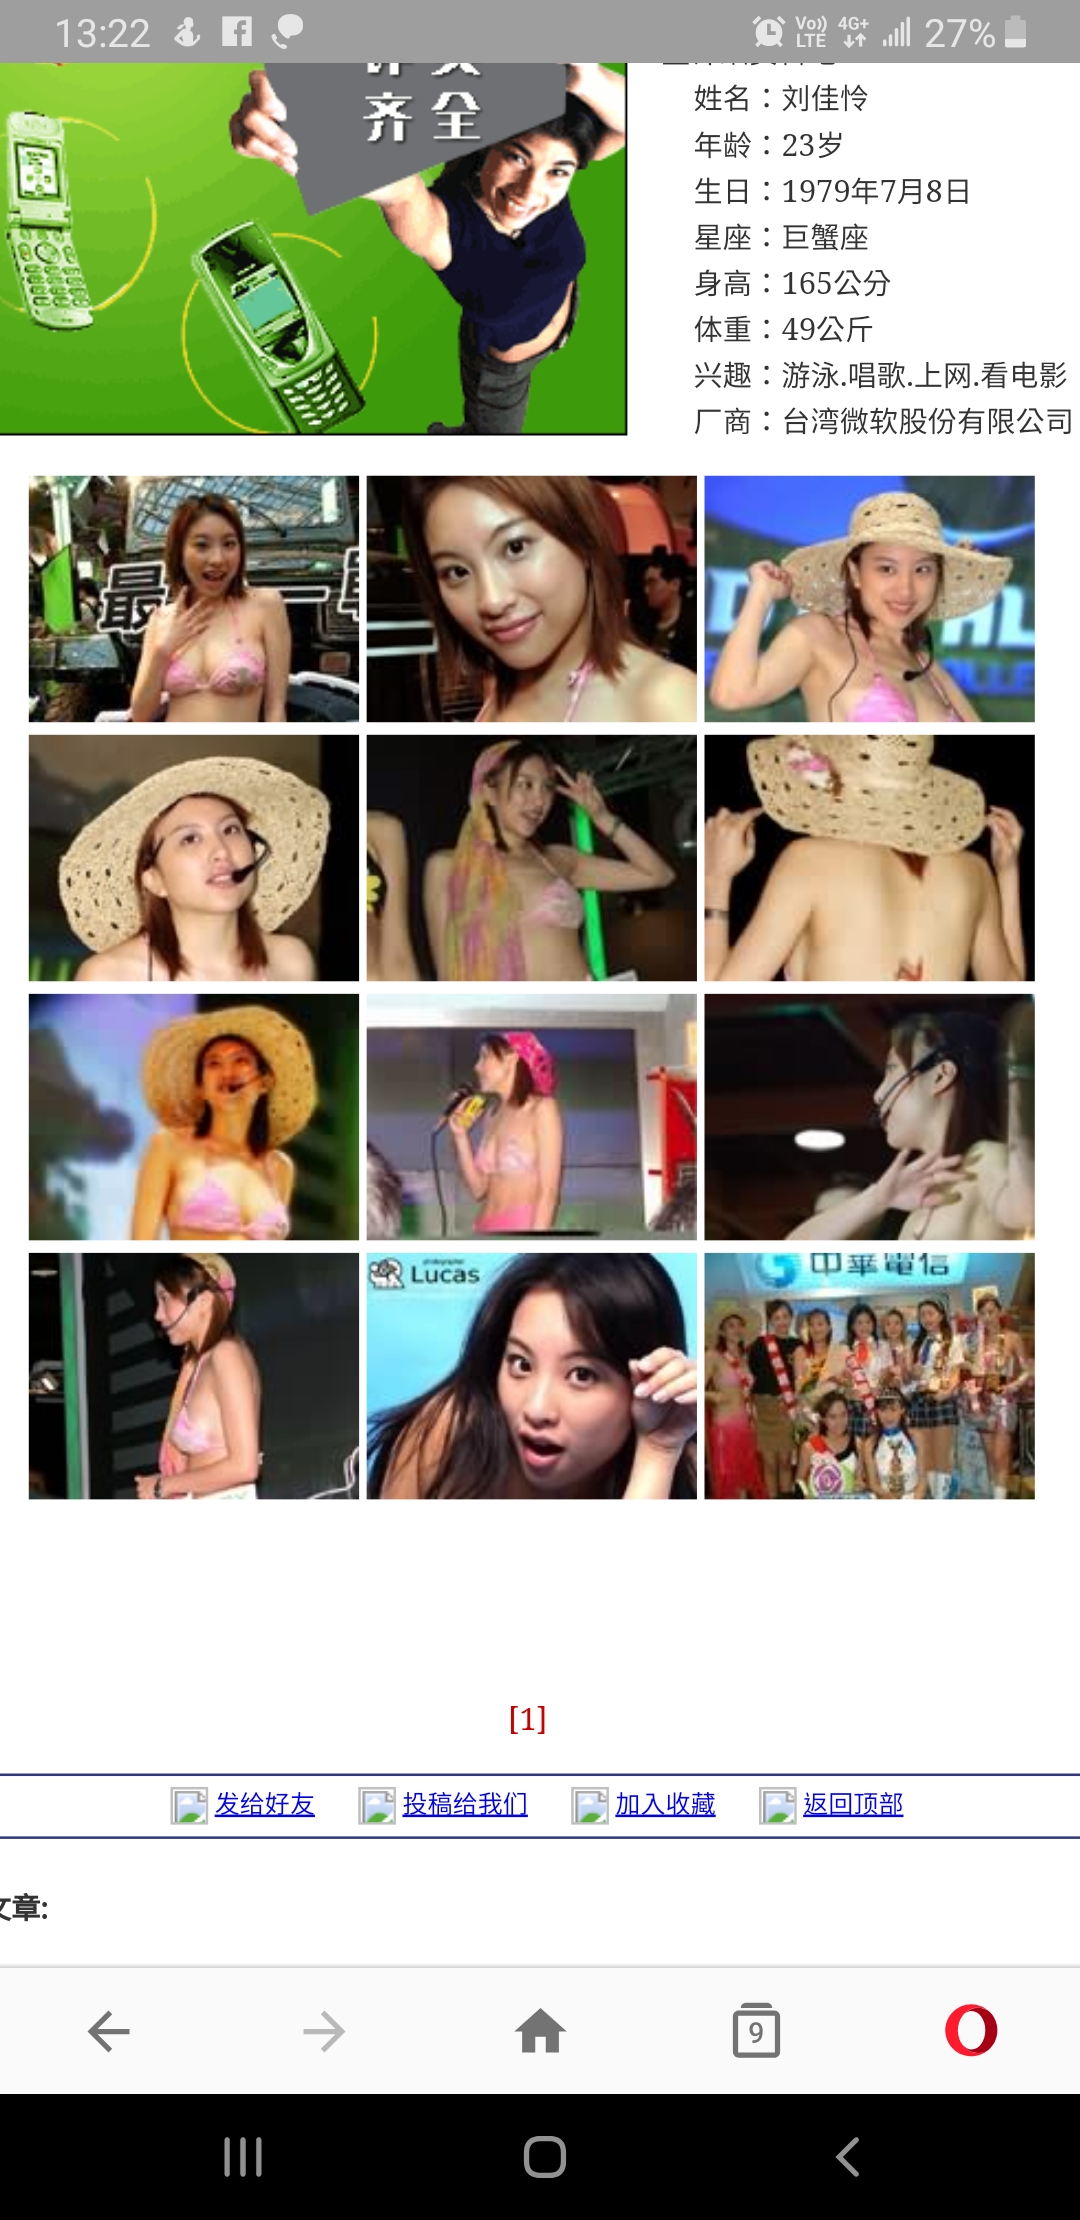 13:22
Vo)) LTE 4G+ 27%
齐全
姓名：刘佳怜
年龄：23岁
生日：1979年7月8日
星座：巨蟹座
身高：165公分
体重：49公斤
兴趣：游泳.唱歌.上网.看电影
厂商：台湾微软股份有限公司
最
Lucas
中華電信
[1]
发给好友 投稿给我们 加入收藏 返回顶部
文章:
9